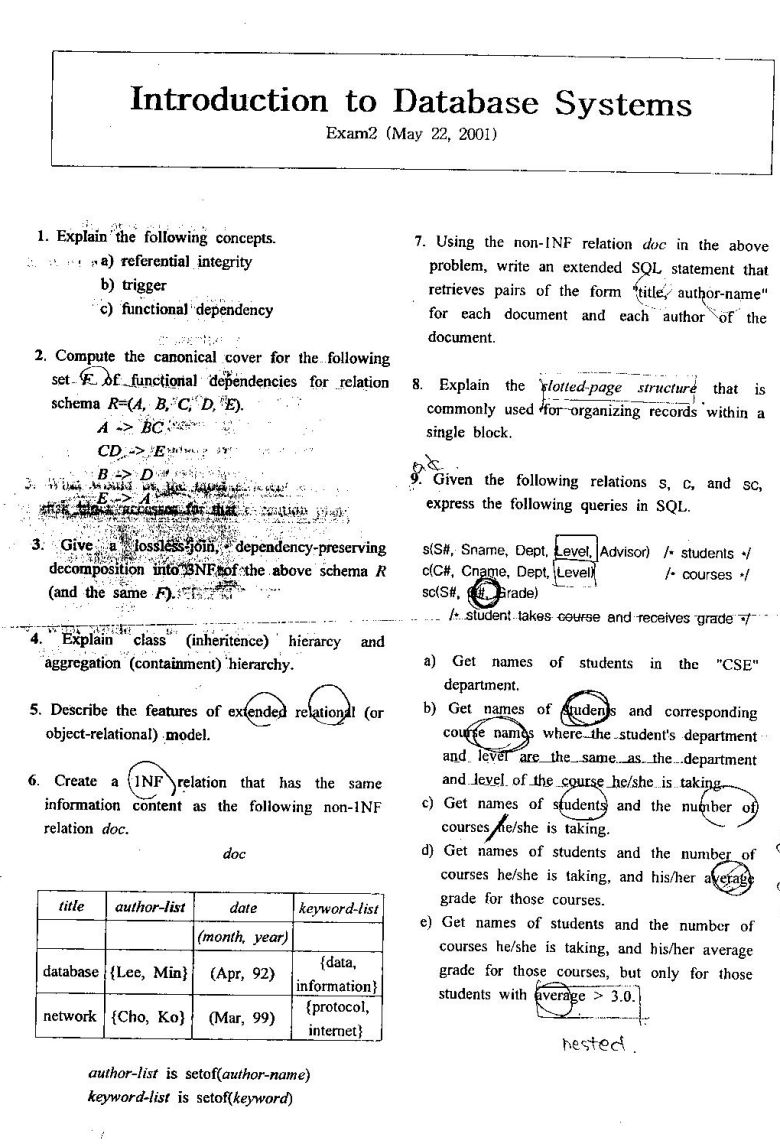 Introduction to Database Systems
Exam2 (May 22, 2001)
1. Explain the following concepts.
a) referential integrity
b) trigger
c) functional dependency
2. Compute the canonical cover for the following
set F of functional dependencies for relation
schema R=(A, B, C, D, E).
A -> BC
CD -> E
B -> D
E -> A
3. Give a lossless-join, dependency-preserving
decomposition into 3NF of the above schema R
(and the same F).
4. Explain class (inheritence) hierarcy and
aggregation (containment) hierarchy.
5. Describe the features of extended relational (or
object-relational) model.
6. Create a 1NF relation that has the same
information content as the following non-1NF
relation doc.
doc
title author-list date keyword-list
(month, year)
database {Lee, Min} (Apr, 92) {data, information}
network {Cho, Ko} (Mar, 99) {protocol, internet}
author-list is setof(author-name)
keyword-list is setof(keyword)
7. Using the non-1NF relation doc in the above
problem, write an extended SQL statement that
retrieves pairs of the form "title, author-name"
for each document and each author of the
document.
8. Explain the slotted-page structure that is
commonly used for organizing records within a
single block.
9. Given the following relations s, c, and sc,
express the following queries in SQL.
s(S#, Sname, Dept, Level, Advisor) /* students */
c(C#, Cname, Dept, Level) /* courses */
sc(S#, C#, Grade)
/* student takes course and receives grade */
a) Get names of students in the "CSE"
department.
b) Get names of students and corresponding
course names where the student's department
and level are the same as the department
and level of the course he/she is taking.
c) Get names of students and the number of
courses he/she is taking.
d) Get names of students and the number of
courses he/she is taking, and his/her average
grade for those courses.
e) Get names of students and the number of
courses he/she is taking, and his/her average
grade for those courses, but only for those
students with average > 3.0.
nested.